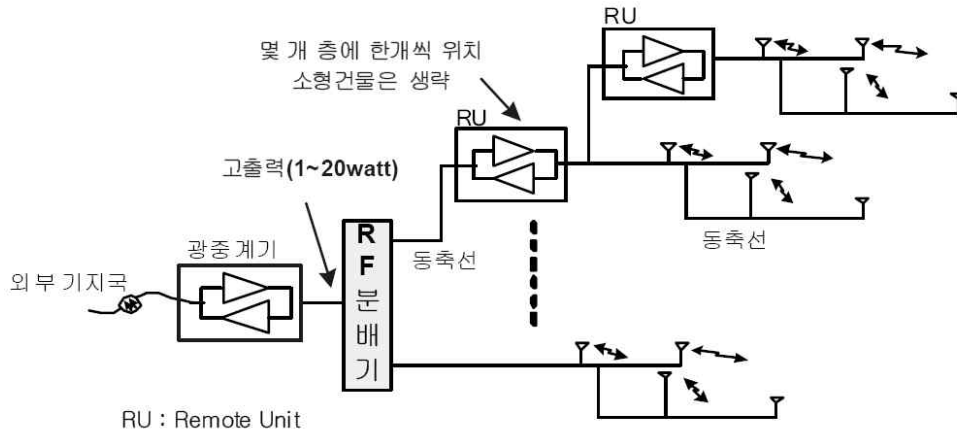 RU
몇 개 층에 한개씩 위치
소형건물은 생략
RU
고출력(1~20watt)
광중계기
외부기지국
RF분배기
동축선
동축선
RU : Remote Unit